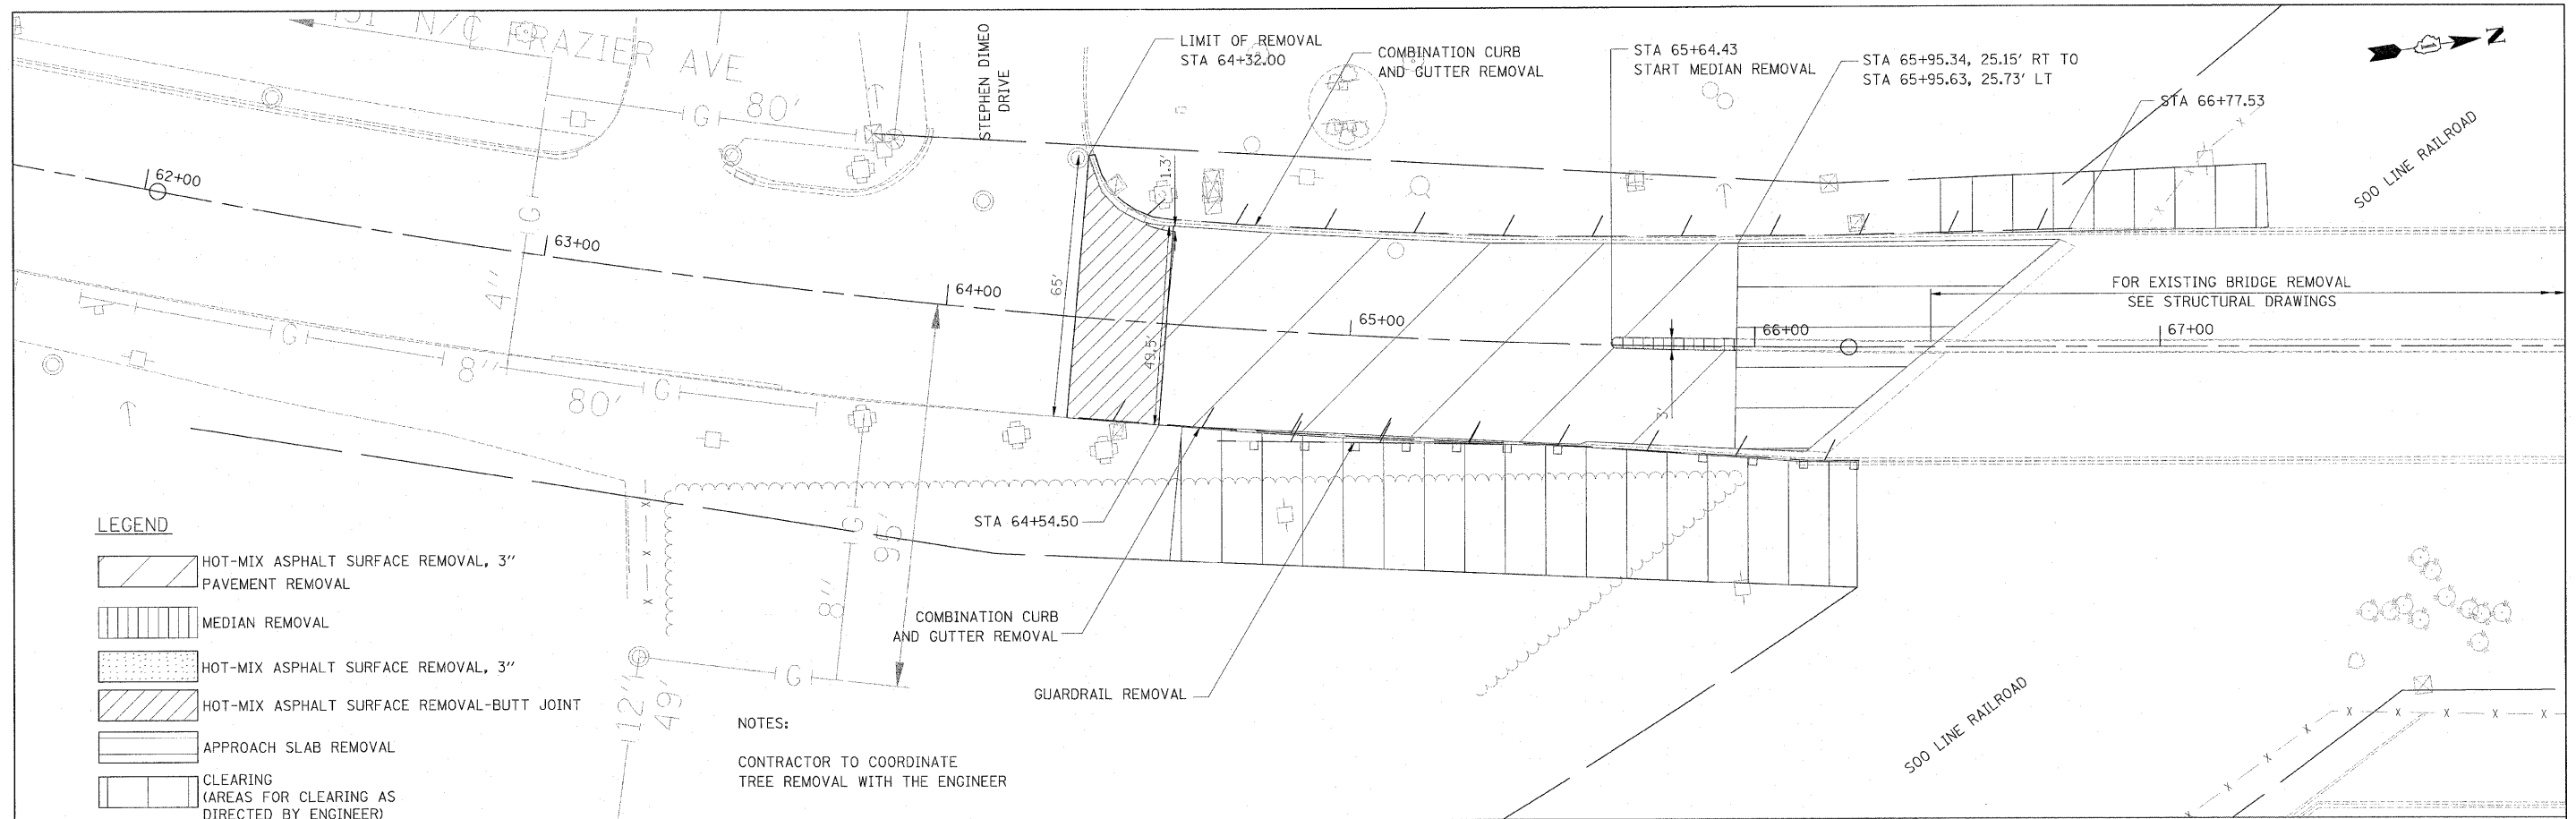 131' N/C FRAZIER AVE
STEPHEN DIMEO
DRIVE
LIMIT OF REMOVAL
STA 64+32.00
COMBINATION CURB
AND GUTTER REMOVAL
STA 65+64.43
START MEDIAN REMOVAL
STA 65+95.34, 25.15' RT TO
STA 65+95.63, 25.73' LT
STA 66+77.53
N
SOO LINE RAILROAD
G
80'
1.3'
62+00
G
63+00
4"
64+00
65'
49.5'
65+00
66+00
67+00
3'
FOR EXISTING BRIDGE REMOVAL
SEE STRUCTURAL DRAWINGS
G
8"
80'
G
STA 64+54.50
G
95'
8"
G
12"
49'
COMBINATION CURB
AND GUTTER REMOVAL
GUARDRAIL REMOVAL
SOO LINE RAILROAD
X
X
X
X
X
X
X
X
X
X
X
X
LEGEND
HOT-MIX ASPHALT SURFACE REMOVAL, 3"
PAVEMENT REMOVAL
MEDIAN REMOVAL
HOT-MIX ASPHALT SURFACE REMOVAL, 3"
HOT-MIX ASPHALT SURFACE REMOVAL-BUTT JOINT
APPROACH SLAB REMOVAL
CLEARING
(AREAS FOR CLEARING AS
DIRECTED BY ENGINEER)
NOTES:
CONTRACTOR TO COORDINATE
TREE REMOVAL WITH THE ENGINEER